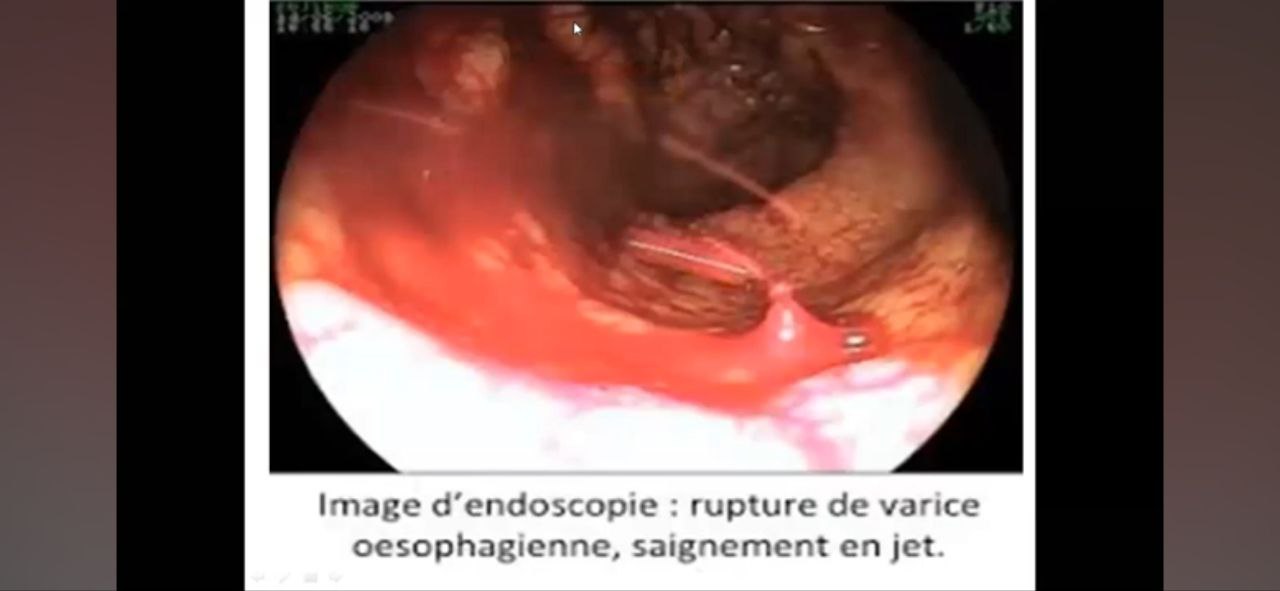 Image d'endoscopie : rupture de varice
oesophagienne, saignement en jet.